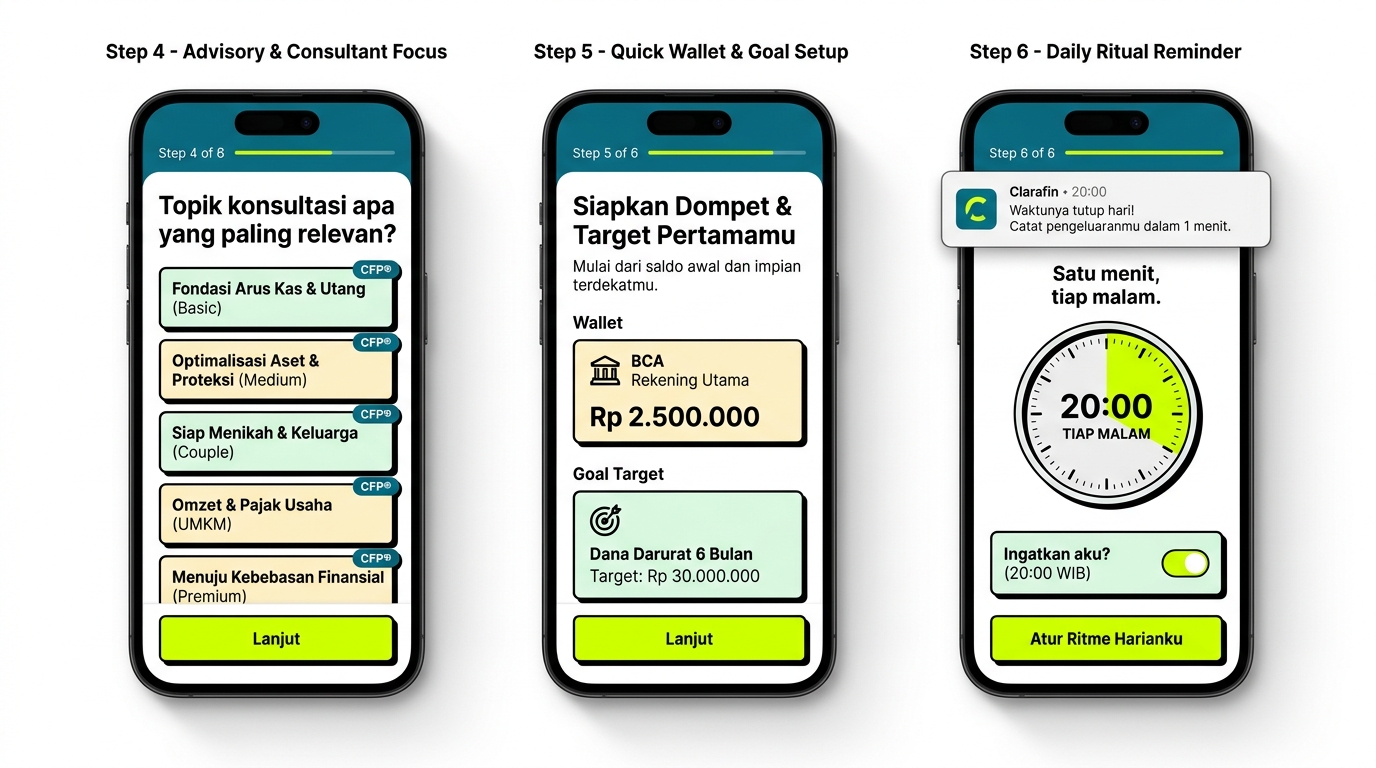 Step 4 - Advisory & Consultant Focus
Step 4 of 6
Topik konsultasi apa
yang paling relevan?
CFP®
Fondasi Arus Kas & Utang
(Basic)
CFP®
Optimalisasi Aset &
Proteksi (Medium)
CFP®
Siap Menikah & Keluarga
(Couple)
CFP®
Omzet & Pajak Usaha
(UMKM)
CFP®
Menuju Kebebasan Finansial
(Premium)
Lanjut
Step 5 - Quick Wallet & Goal Setup
Step 5 of 6
Siapkan Dompet &
Target Pertamamu
Mulai dari saldo awal dan impian
terdekatmu.
Wallet
BCA
Rekening Utama
Rp 2.500.000
Goal Target
Dana Darurat 6 Bulan
Target: Rp 30.000.000
Lanjut
Step 6 - Daily Ritual Reminder
Step 6 of 6
Clarafin • 20:00
Waktunya tutup hari!
Catat pengeluaranmu dalam 1 menit.
Satu menit,
tiap malam.
20:00
TIAP MALAM
Ingatkan aku?
(20:00 WIB)
Atur Ritme Harianku